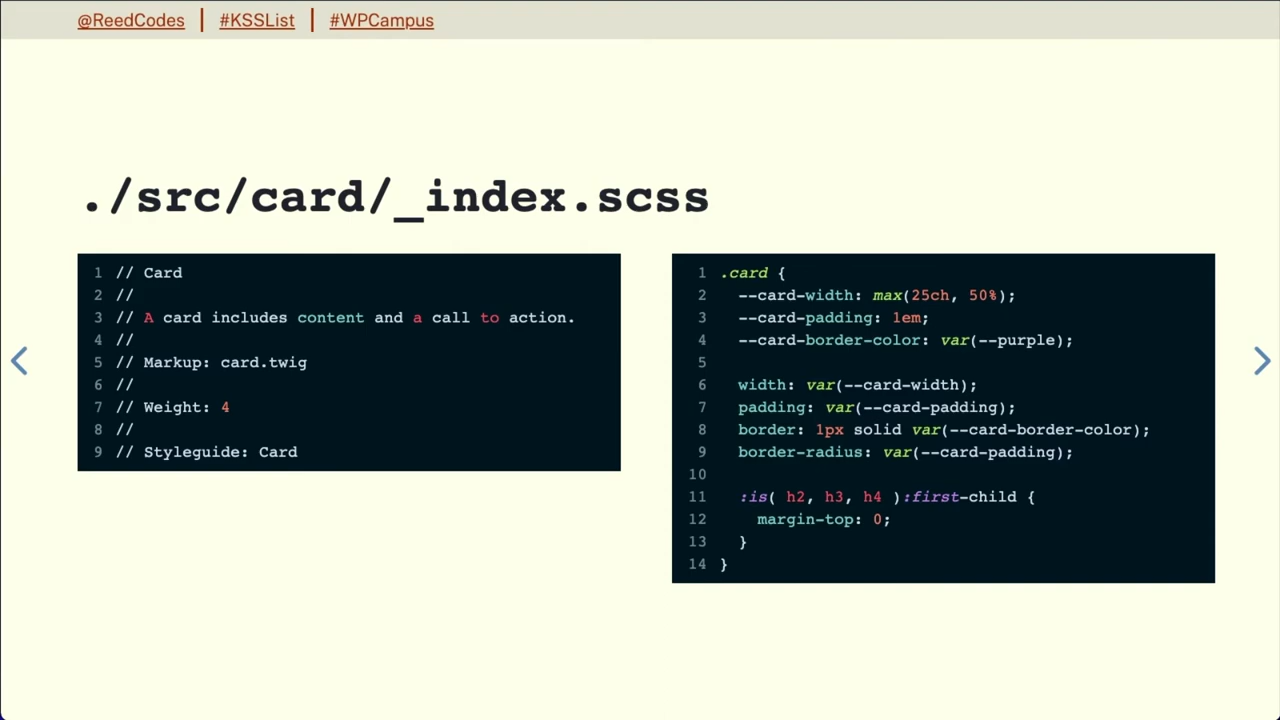 @ReedCodes | #KSSList | #WPCampus
./src/card/_index.scss
1 // Card
2 //
3 // A card includes content and a call to action.
4 //
5 // Markup: card.twig
6 //
7 // Weight: 4
8 //
9 // Styleguide: Card
1 .card {
2   --card-width: max(25ch, 50%);
3   --card-padding: 1em;
4   --card-border-color: var(--purple);
5
6   width: var(--card-width);
7   padding: var(--card-padding);
8   border: 1px solid var(--card-border-color);
9   border-radius: var(--card-padding);
10
11   :is( h2, h3, h4 ):first-child {
12     margin-top: 0;
13   }
14 }